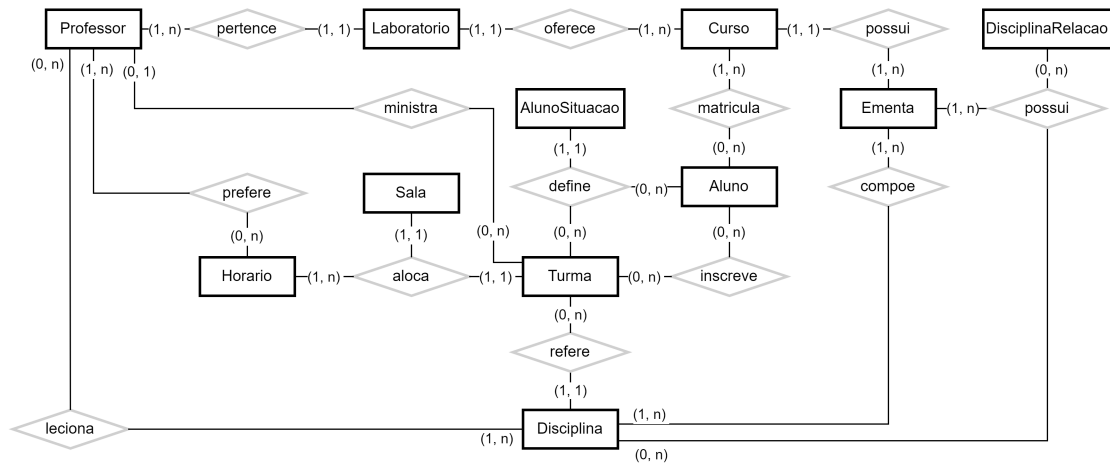 Professor (1, n) pertence (1, 1) Laboratorio (1, 1) oferece (1, n) Curso (1, 1) possui DisciplinaRelacao
(0, n) (1, n) (0, 1) (1, n) (1, n) (0, n)
ministra AlunoSituacao matricula Ementa (1, n) possui
(1, 1) (0, n) (1, n)
prefere Sala define (0, n) Aluno compoe
(0, n) (1, 1) (0, n) (0, n) (0, n)
Horario (1, n) aloca (1, 1) Turma (0, n) inscreve
(0, n)
refere
(1, 1)
leciona (1, n) Disciplina (1, n)
(0, n)